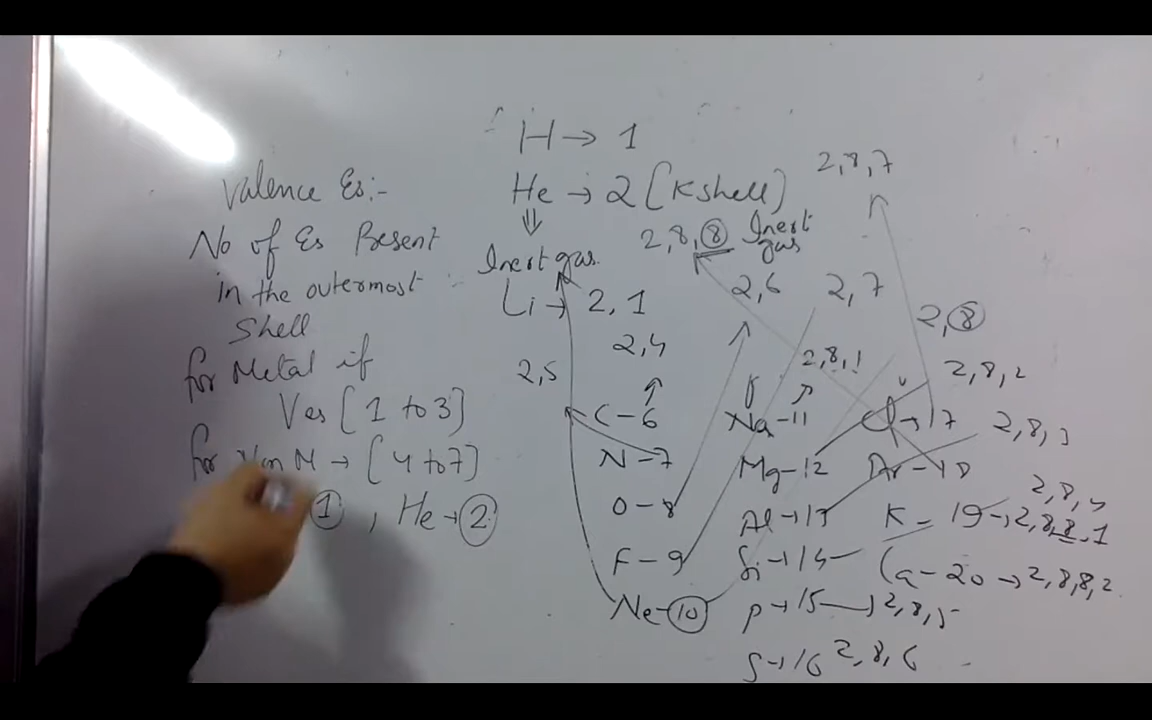 Valence Es:-
No of Es Present
in the outermost
shell
for Metal if
Ves [1 to 3]
for Non M → [4 to 7]
①, He → ②
H → 1
He → 2 [K shell]
⇓
Inert gas
Li → 2, 1
2,4
2,5
C-6
N-7
O-8
F-9
Ne-⑩
2,8,⑧ Inert
gas
2,6
2,7
2,8,1
Na-11
Mg-12
Al→13
Si→14
P→15→2,8,5
S→16 2,8,6
2,8,7
2,⑧
2,8,2
Cl→17
2,8,3
Ar-18
2,8,4
K-19→2,8,8,1
Ca-20→2,8,8,2